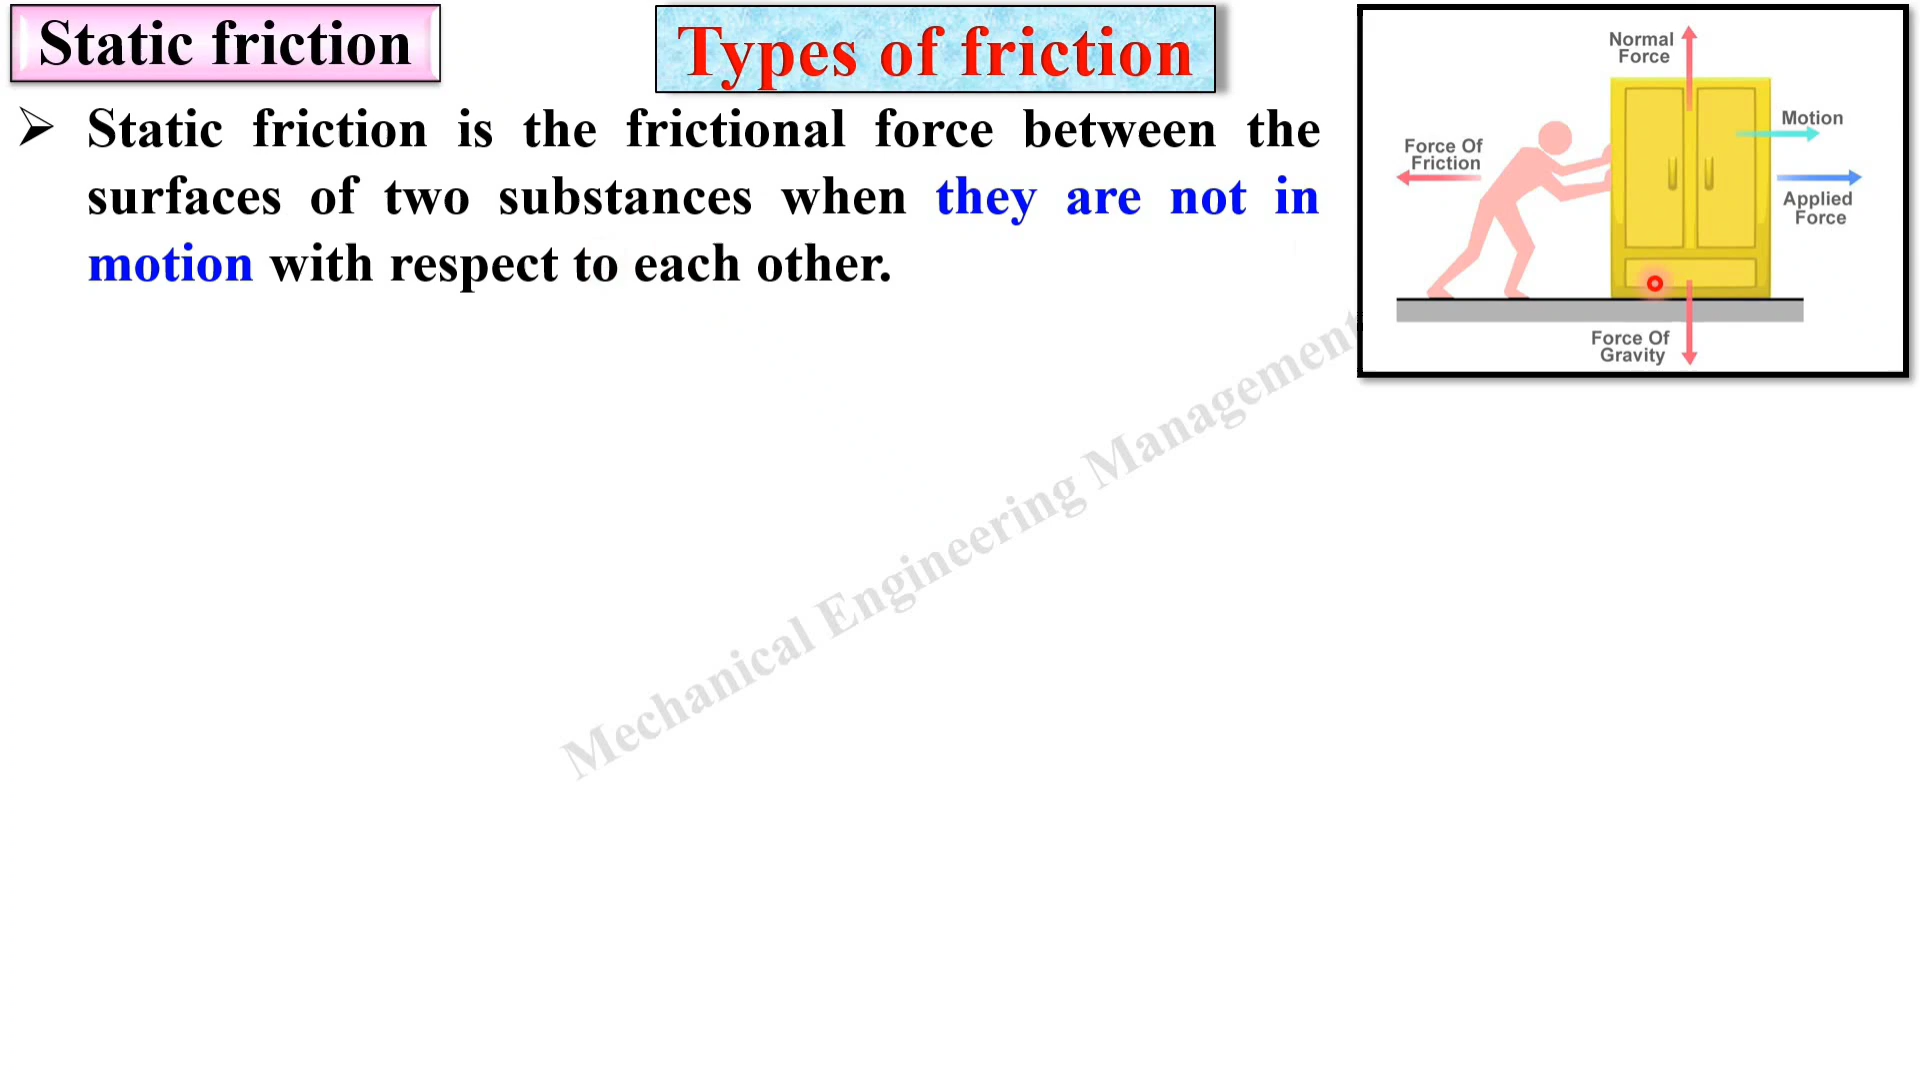 Static friction
Types of friction
➢ Static friction is the frictional force between the
surfaces of two substances when they are not in
motion with respect to each other.
Normal
Force
Motion
Force Of
Friction
Applied
Force
Force Of
Gravity
Mechanical Engineering Management